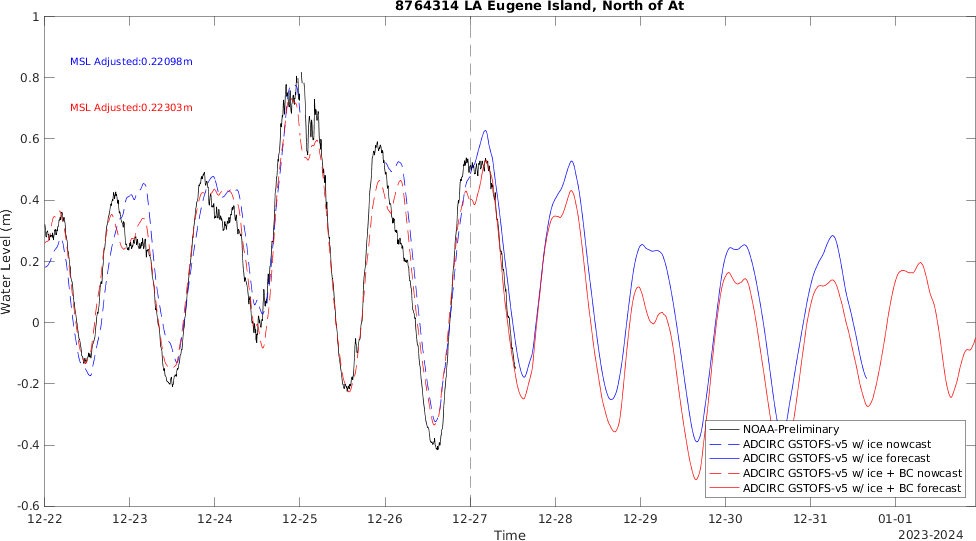 8764314 LA Eugene Island, North of At
1
0.8
0.6
0.4
0.2
0
-0.2
-0.4
-0.6
Water Level (m)
MSL Adjusted:0.22098m
MSL Adjusted:0.22303m
NOAA-Preliminary
ADCIRC GSTOFS-v5 w/ ice nowcast
ADCIRC GSTOFS-v5 w/ ice forecast
ADCIRC GSTOFS-v5 w/ ice + BC nowcast
ADCIRC GSTOFS-v5 w/ ice + BC forecast
12-22 12-23 12-24 12-25 12-26 12-27 12-28 12-29 12-30 12-31 01-01
Time
2023-2024